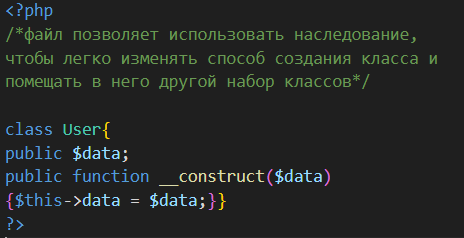 <?php
/*файл позволяет использовать наследование,
чтобы легко изменять способ создания класса и
помещать в него другой набор классов*/
class User{
public $data;
public function __construct($data)
{$this->data = $data;}}
?>